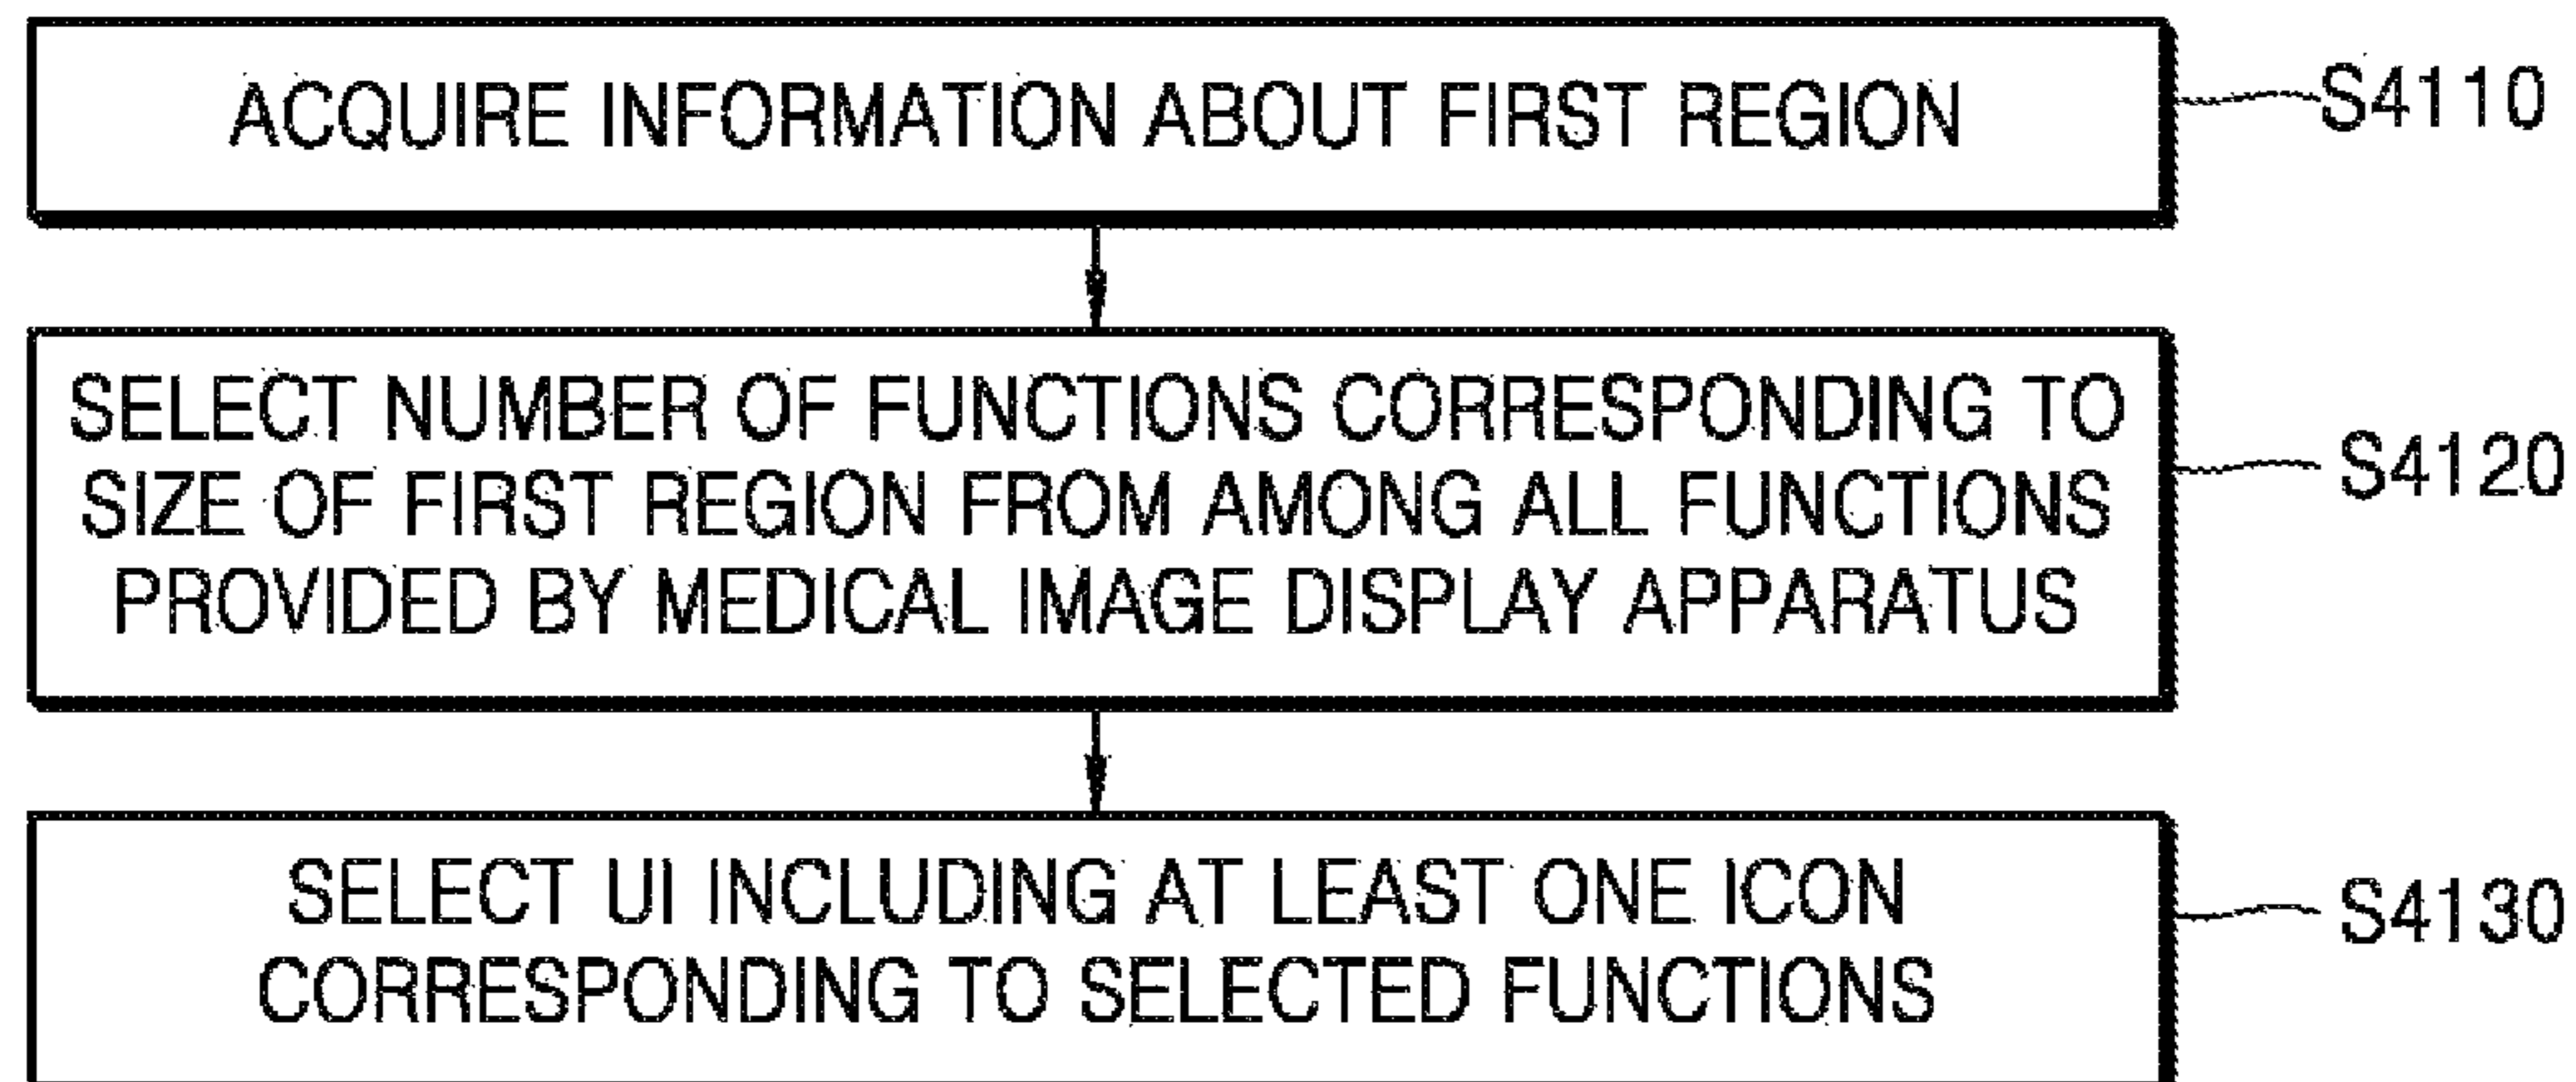 ACQUIRE INFORMATION ABOUT FIRST REGION
S4110
SELECT NUMBER OF FUNCTIONS CORRESPONDING TO
SIZE OF FIRST REGION FROM AMONG ALL FUNCTIONS
PROVIDED BY MEDICAL IMAGE DISPLAY APPARATUS
S4120
SELECT UI INCLUDING AT LEAST ONE ICON
CORRESPONDING TO SELECTED FUNCTIONS
S4130